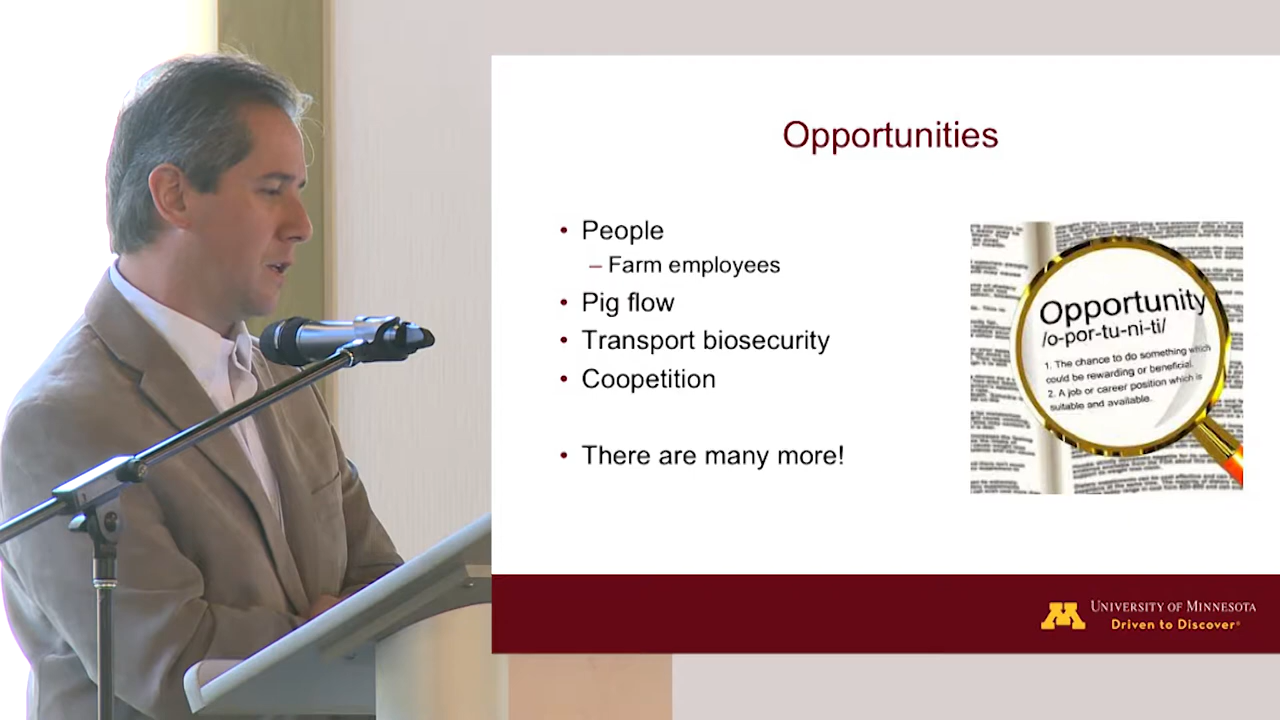 Opportunities
• People
– Farm employees
• Pig flow
• Transport biosecurity
• Coopetition
• There are many more!
Opportunity
/o-por-tu-ni-ti/
1. The chance to do something which
could be rewarding or beneficial.
2. A job or career position which is
suitable and available.
UNIVERSITY OF MINNESOTA
Driven to Discover®